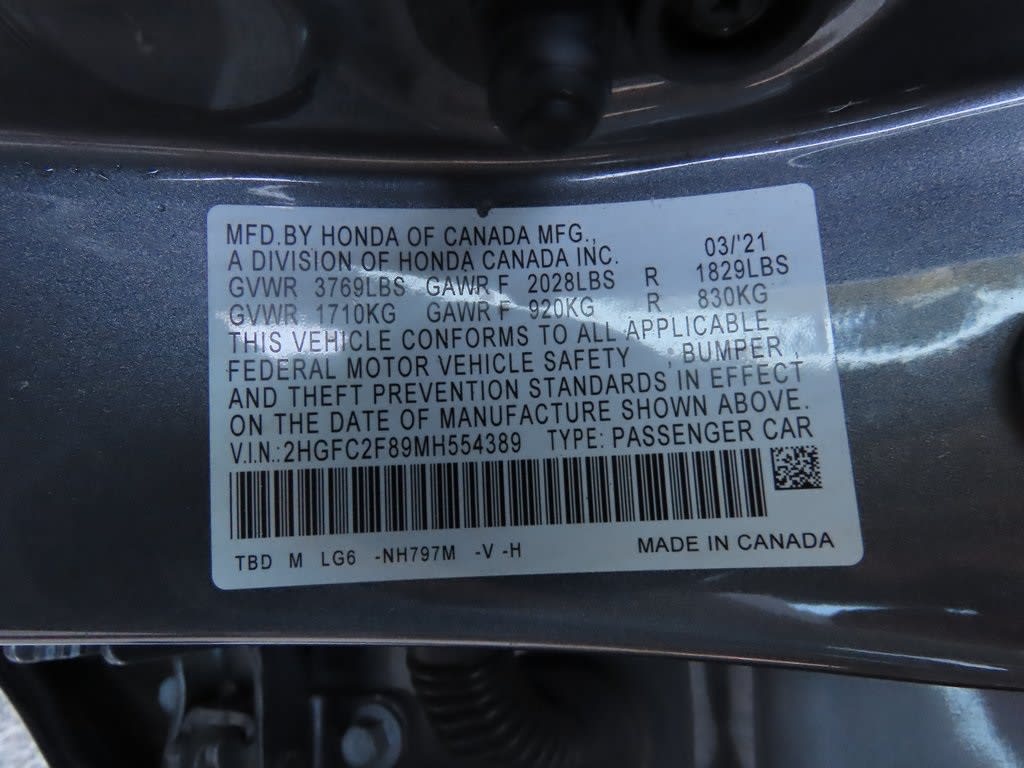 MFD.BY HONDA OF CANADA MFG., 03/'21
A DIVISION OF HONDA CANADA INC.
GVWR 3769LBS GAWR F 2028LBS R 1829LBS
GVWR 1710KG GAWR F 920KG R 830KG
THIS VEHICLE CONFORMS TO ALL APPLICABLE
FEDERAL MOTOR VEHICLE SAFETY , BUMPER ,
AND THEFT PREVENTION STANDARDS IN EFFECT
ON THE DATE OF MANUFACTURE SHOWN ABOVE.
V.I.N.:2HGFC2F89MH554389 TYPE: PASSENGER CAR
TBD M LG6 -NH797M -V -H MADE IN CANADA